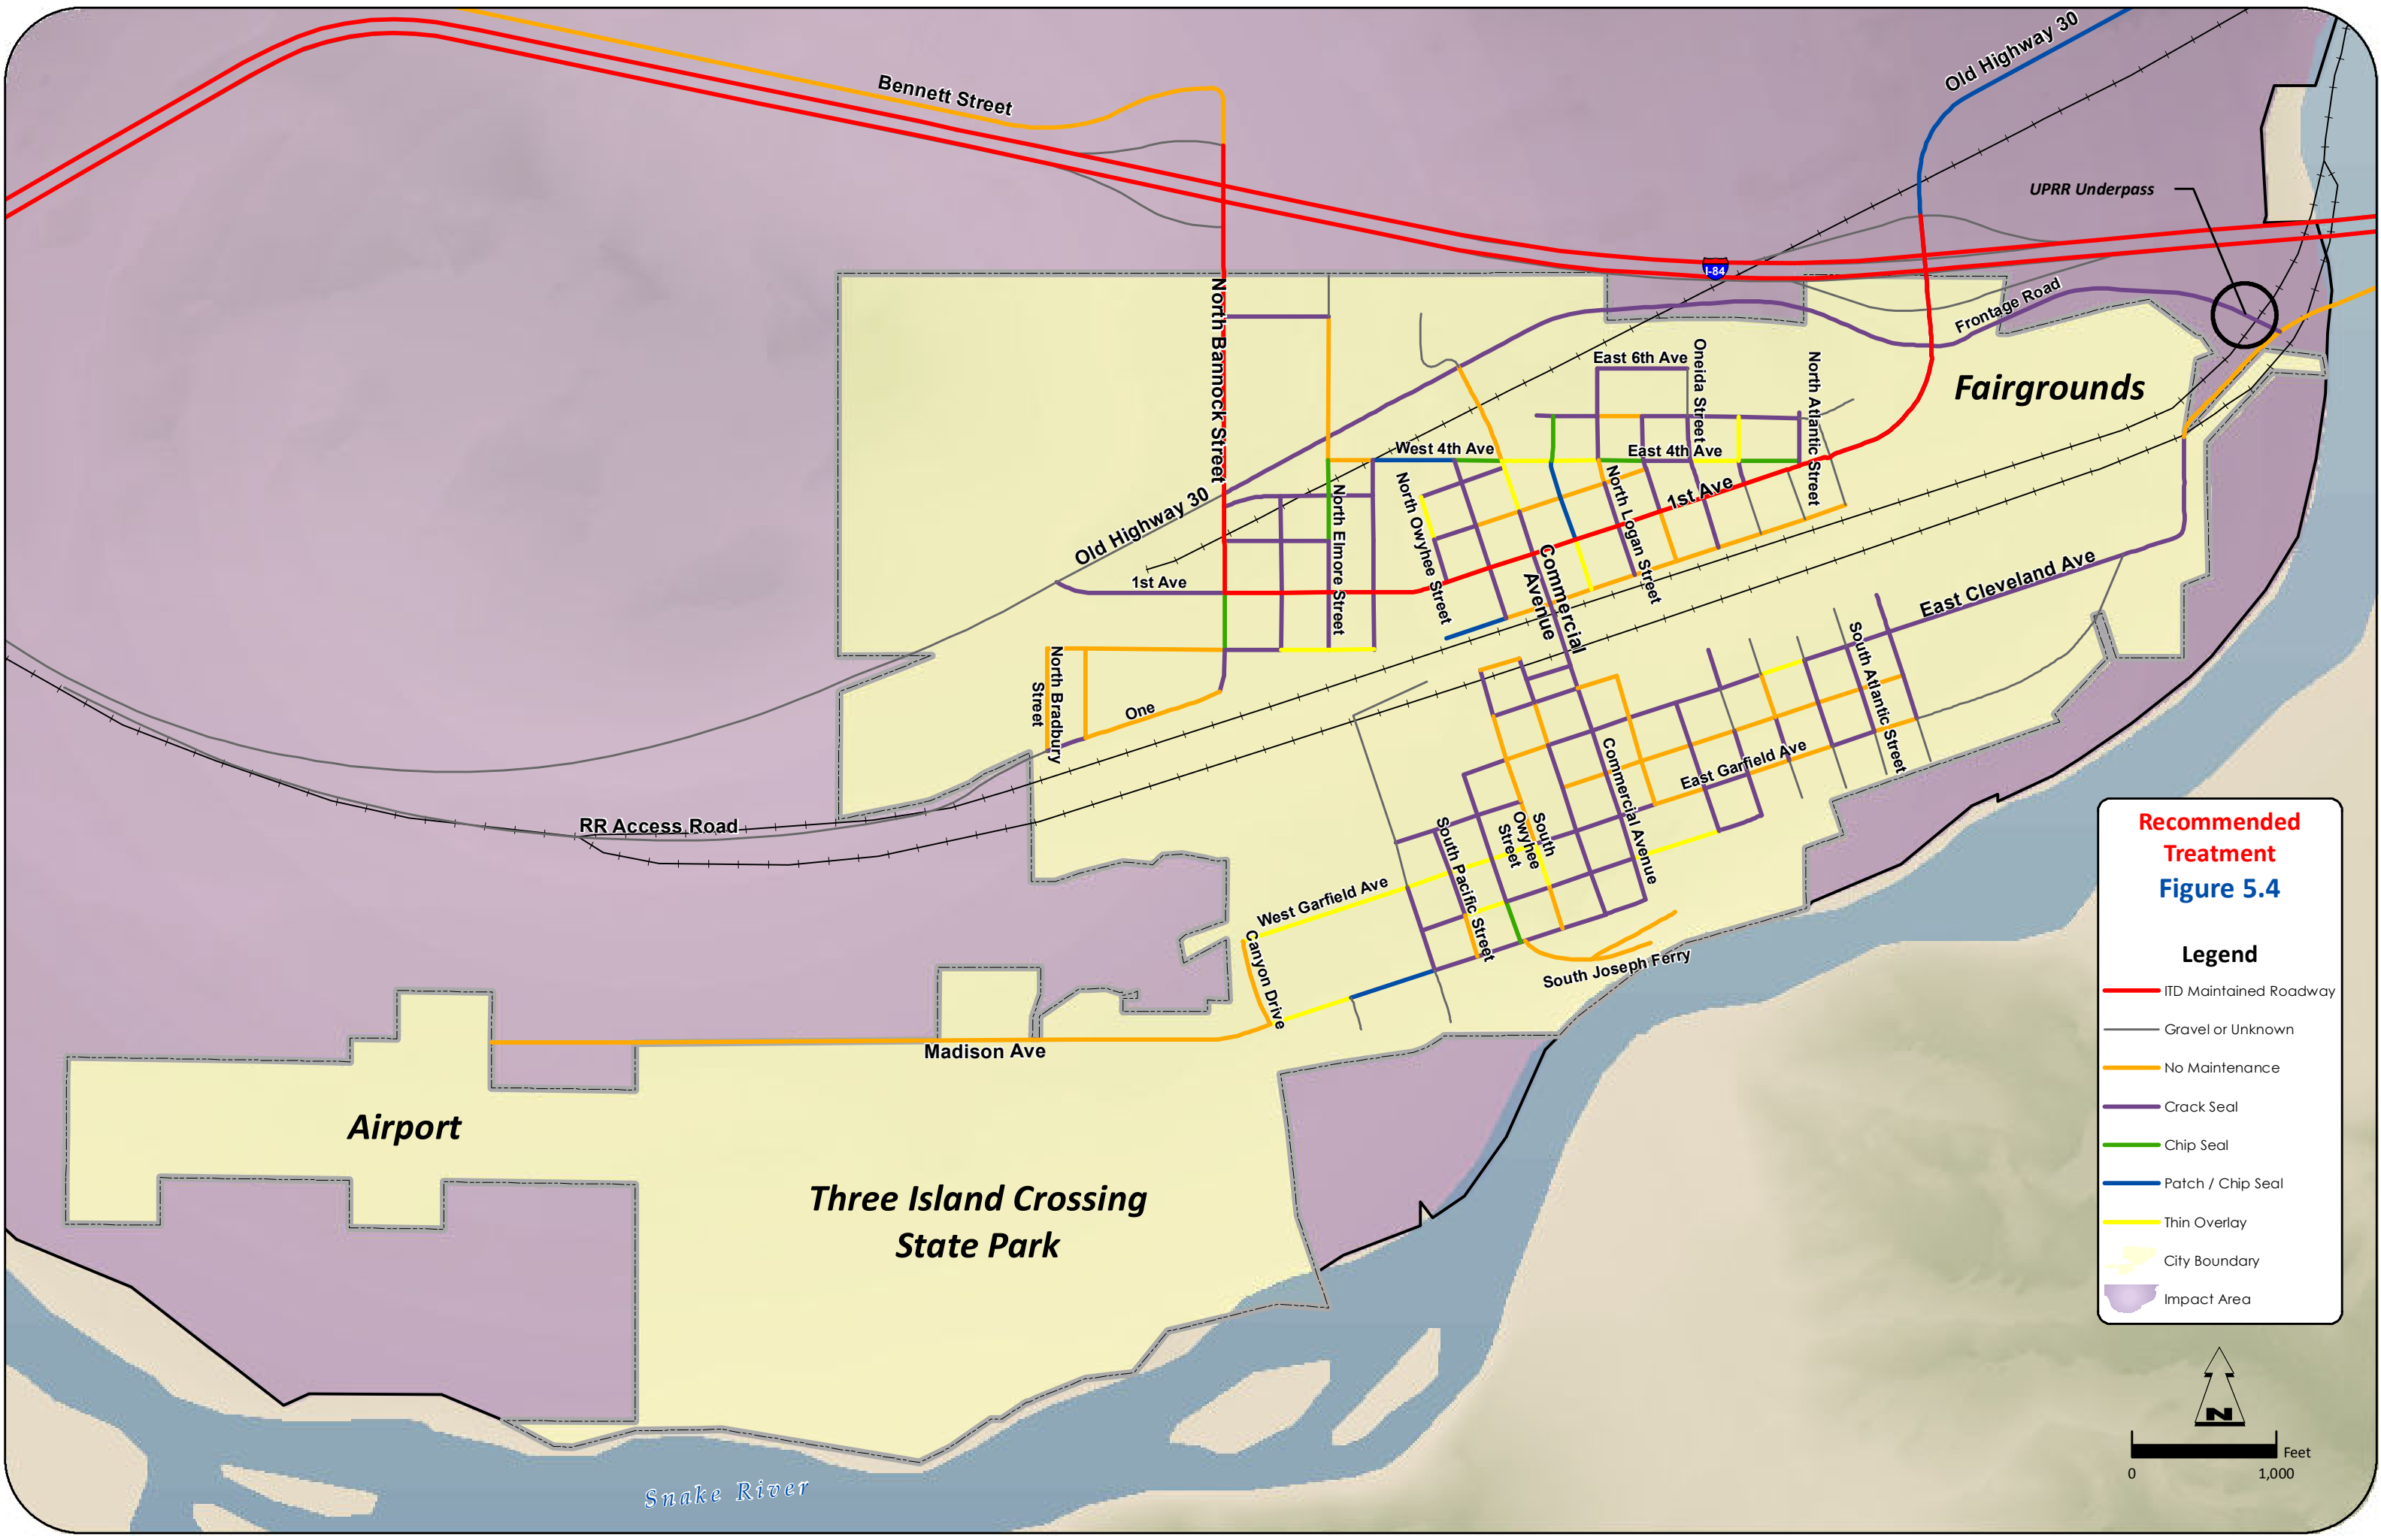 Bennett Street
Old Highway 30
UPRR Underpass
I-84
North Bannock Street
Frontage Road
East 6th Ave
Oneida Street
North Atlantic Street
Fairgrounds
West 4th Ave
East 4th Ave
North Owyhee Street
North Logan Street
1st Ave
Old Highway 30
North Elmore Street
Commercial
Avenue
1st Ave
East Cleveland Ave
South Atlantic Street
North Bradbury
Street
One
East Garfield Ave
Commercial Avenue
RR Access Road
South
Owyhee
Street
South Pacific Street
West Garfield Ave
Canyon Drive
South Joseph Ferry
Madison Ave
Airport
Three Island Crossing
State Park
Snake River
Recommended
Treatment
Figure 5.4
Legend
ITD Maintained Roadway
Gravel or Unknown
No Maintenance
Crack Seal
Chip Seal
Patch / Chip Seal
Thin Overlay
City Boundary
Impact Area
N
Feet
0 1,000